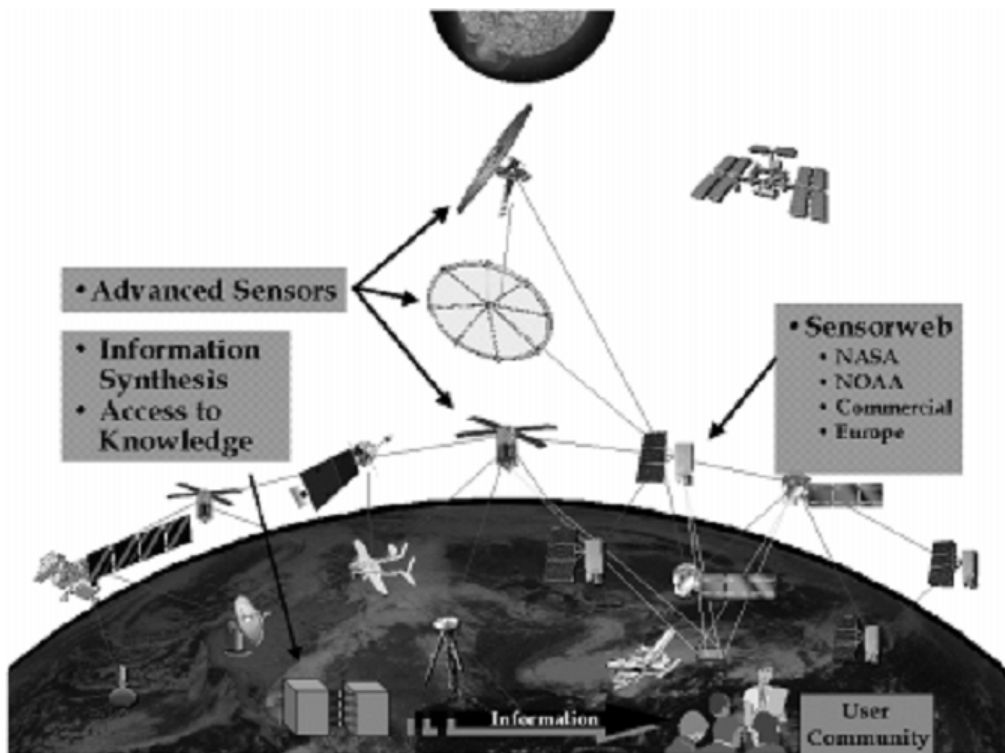 • Advanced Sensors
• Information
Synthesis
• Access to
Knowledge
• Sensorweb
• NASA
• NOAA
• Commercial
• Europe
Information
User
Community